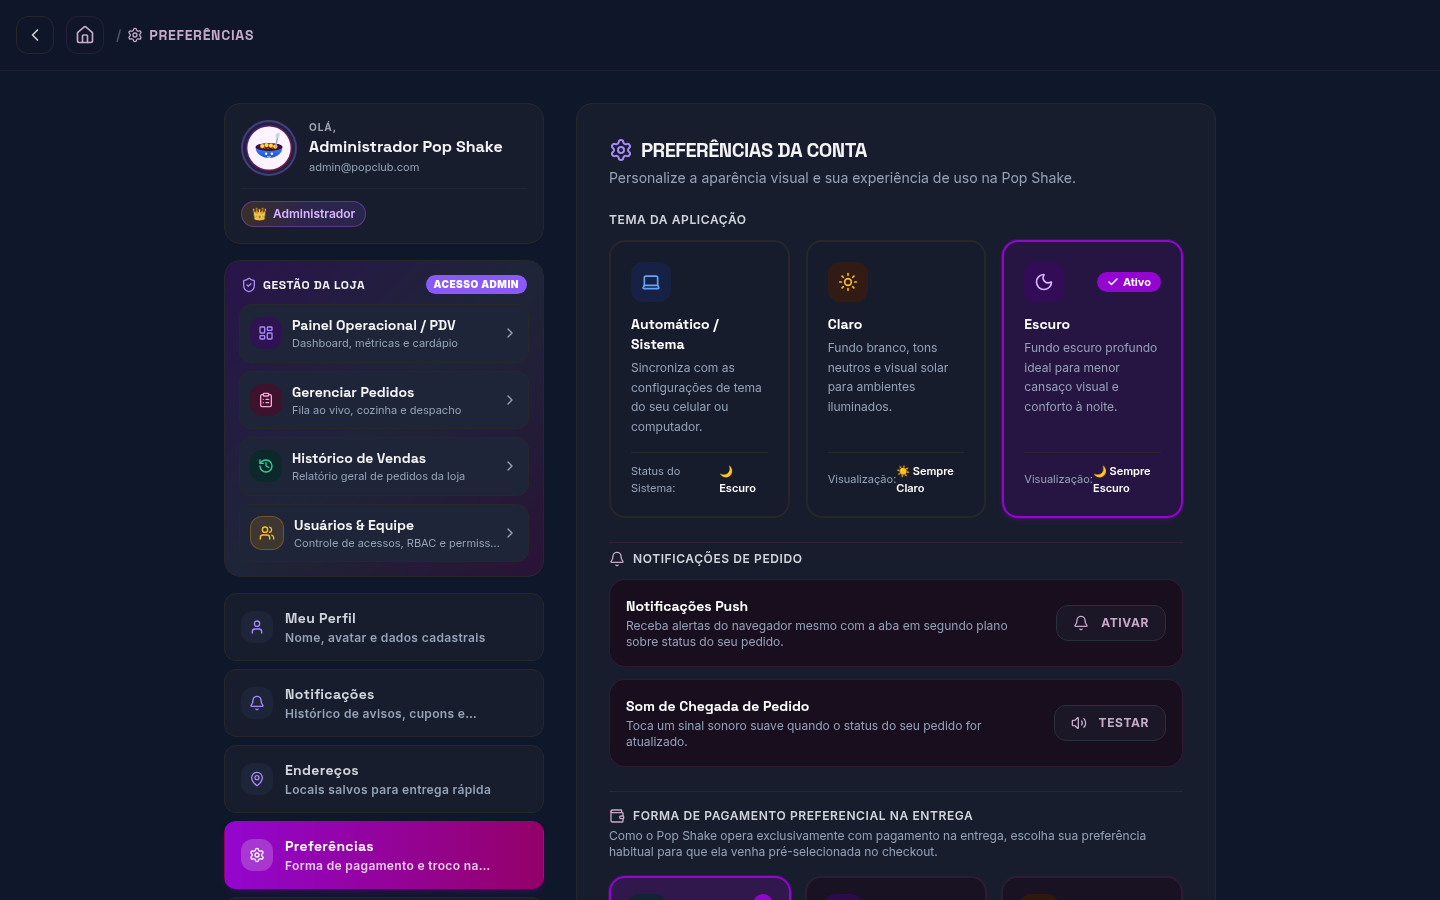 / PREFERÊNCIAS
OLÁ,
Administrador Pop Shake
admin@popclub.com
👑 Administrador
GESTÃO DA LOJA
ACESSO ADMIN
Painel Operacional / PDV
Dashboard, métricas e cardápio
Gerenciar Pedidos
Fila ao vivo, cozinha e despacho
Histórico de Vendas
Relatório geral de pedidos da loja
Usuários & Equipe
Controle de acessos, RBAC e permiss...
Meu Perfil
Nome, avatar e dados cadastrais
Notificações
Histórico de avisos, cupons e...
Endereços
Locais salvos para entrega rápida
Preferências
Forma de pagamento e troco na...
PREFERÊNCIAS DA CONTA
Personalize a aparência visual e sua experiência de uso na Pop Shake.
TEMA DA APLICAÇÃO
Automático /
Sistema
Sincroniza com as
configurações de tema
do seu celular ou
computador.
Status do
Sistema:
🌙
Escuro
Claro
Fundo branco, tons
neutros e visual solar
para ambientes
iluminados.
Visualização:
☀️ Sempre
Claro
Ativo
Escuro
Fundo escuro profundo
ideal para menor
cansaço visual e
conforto à noite.
Visualização:
🌙 Sempre
Escuro
NOTIFICAÇÕES DE PEDIDO
Notificações Push
Receba alertas do navegador mesmo com a aba em segundo plano
sobre status do seu pedido.
ATIVAR
Som de Chegada de Pedido
Toca um sinal sonoro suave quando o status do seu pedido for
atualizado.
TESTAR
FORMA DE PAGAMENTO PREFERENCIAL NA ENTREGA
Como o Pop Shake opera exclusivamente com pagamento na entrega, escolha sua preferência
habitual para que ela venha pré-selecionada no checkout.